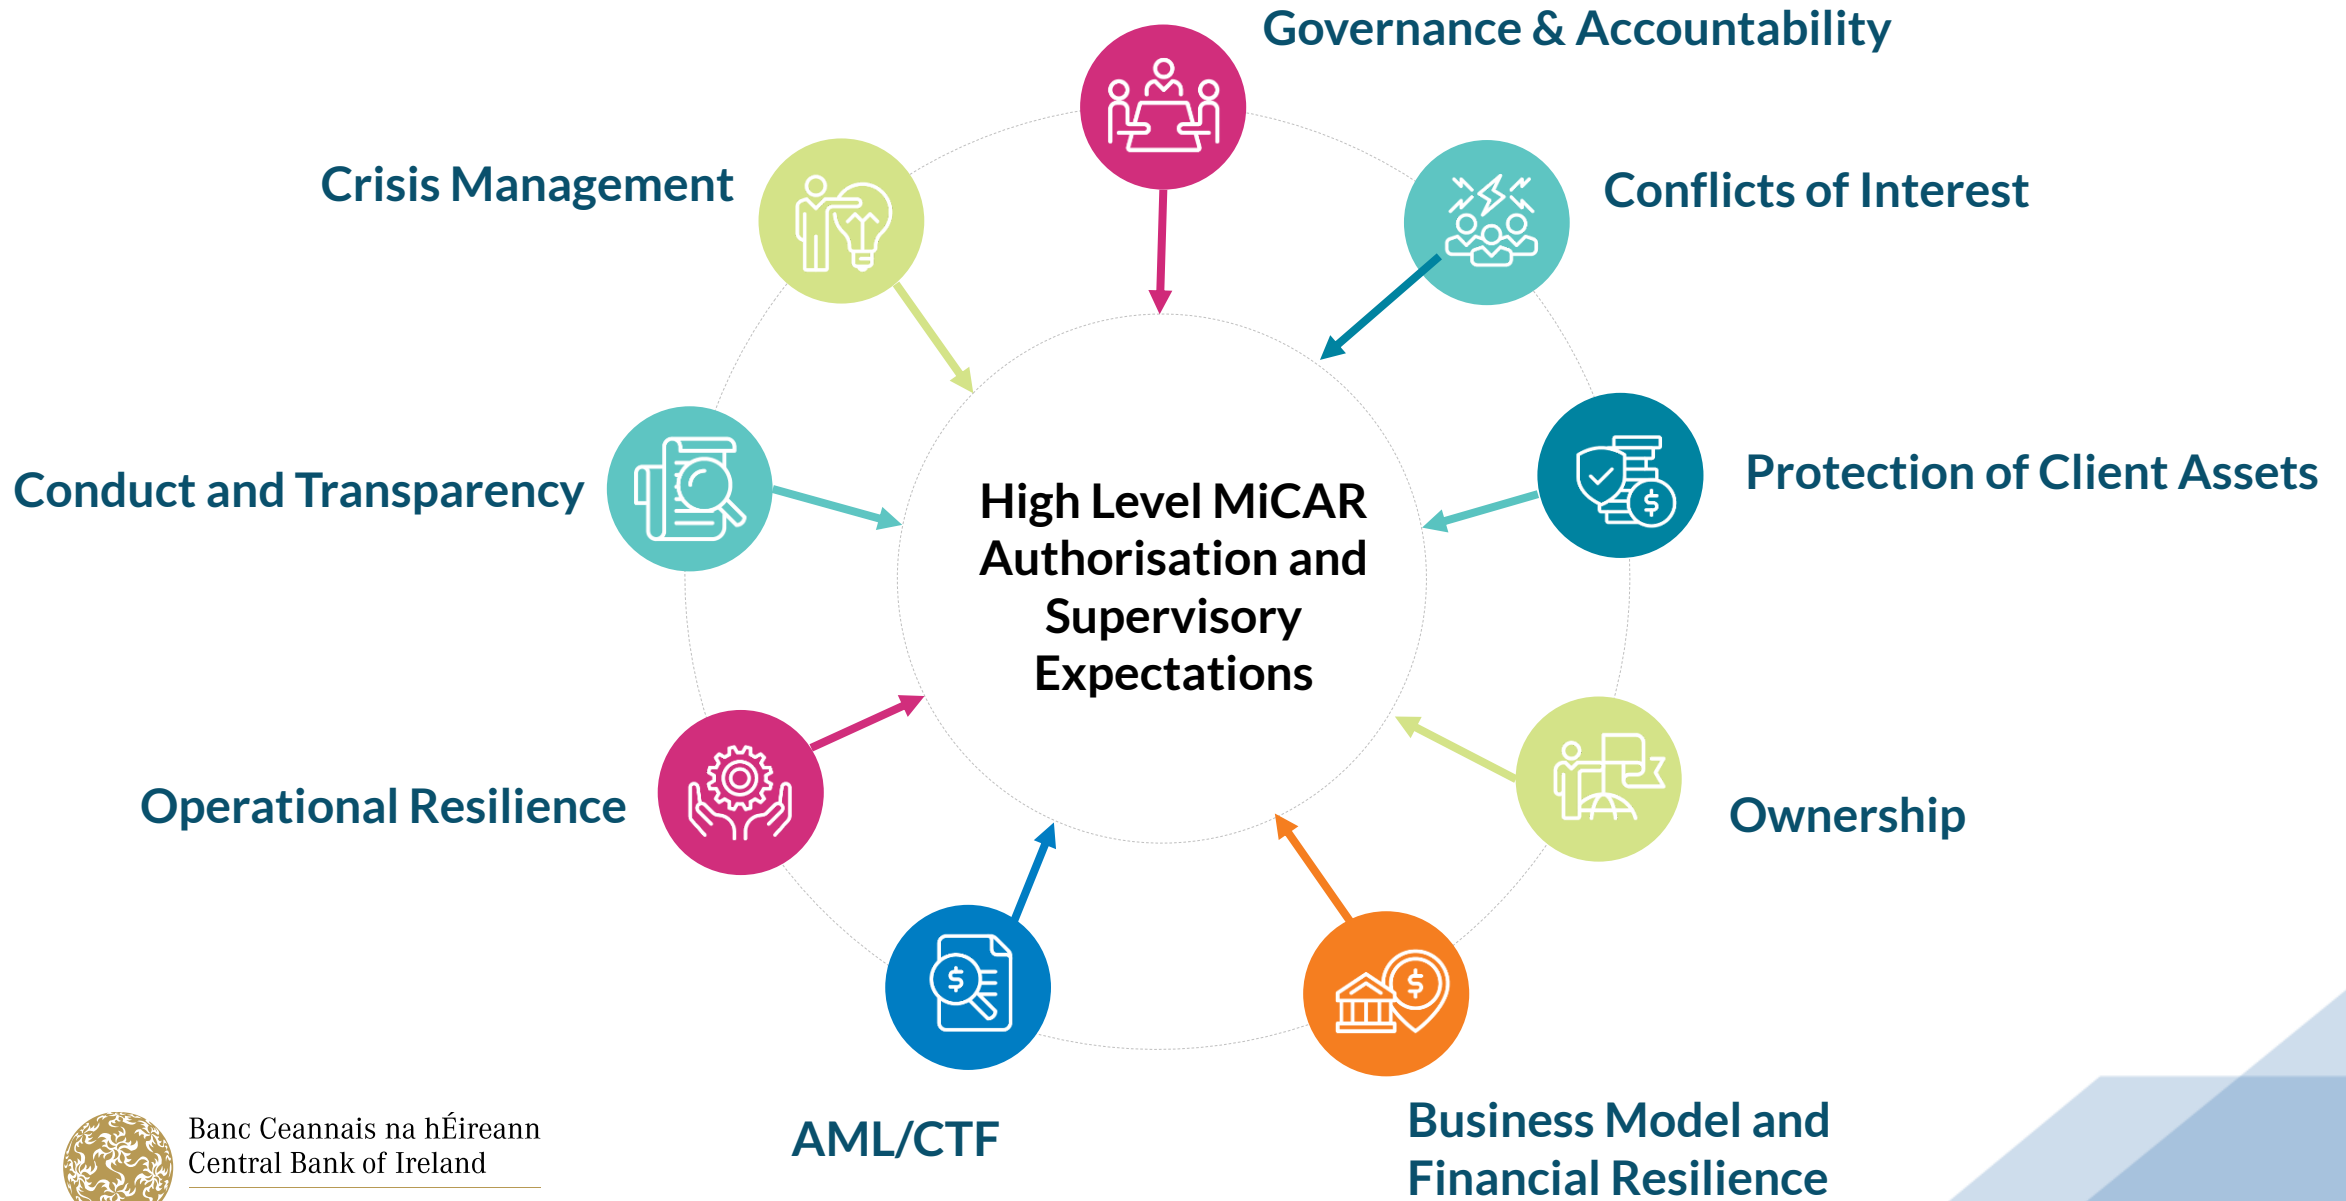 Governance & Accountability
Crisis Management
Conflicts of Interest
Protection of Client Assets
Conduct and Transparency
High Level MiCAR
Authorisation and
Supervisory
Expectations
Operational Resilience
Ownership
AML/CTF
Business Model and
Financial Resilience
Banc Ceannais na hÉireann
Central Bank of Ireland
$
$
$